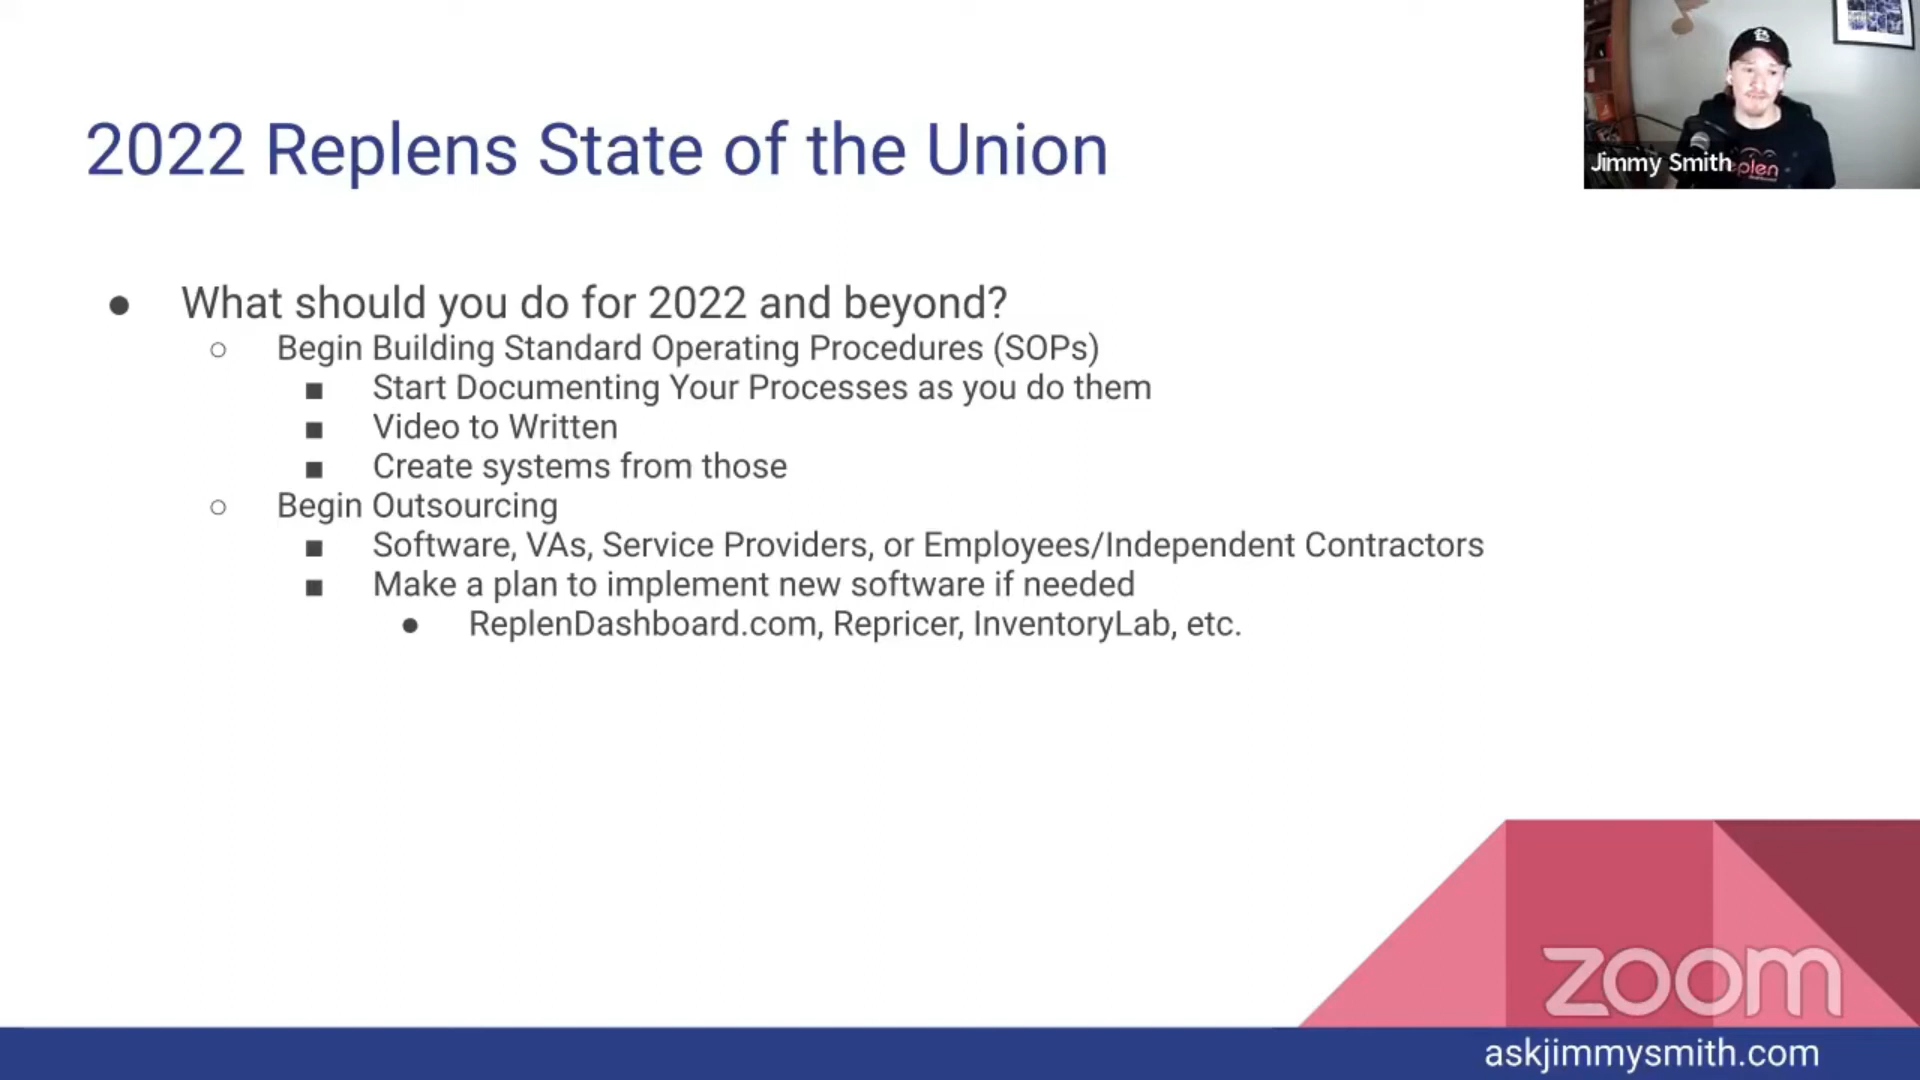 2022 Replens State of the Union
Jimmy Smith
plen
● What should you do for 2022 and beyond?
○ Begin Building Standard Operating Procedures (SOPs)
■ Start Documenting Your Processes as you do them
■ Video to Written
■ Create systems from those
○ Begin Outsourcing
■ Software, VAs, Service Providers, or Employees/Independent Contractors
■ Make a plan to implement new software if needed
● ReplenDashboard.com, Repricer, InventoryLab, etc.
zoom
askjimmysmith.com